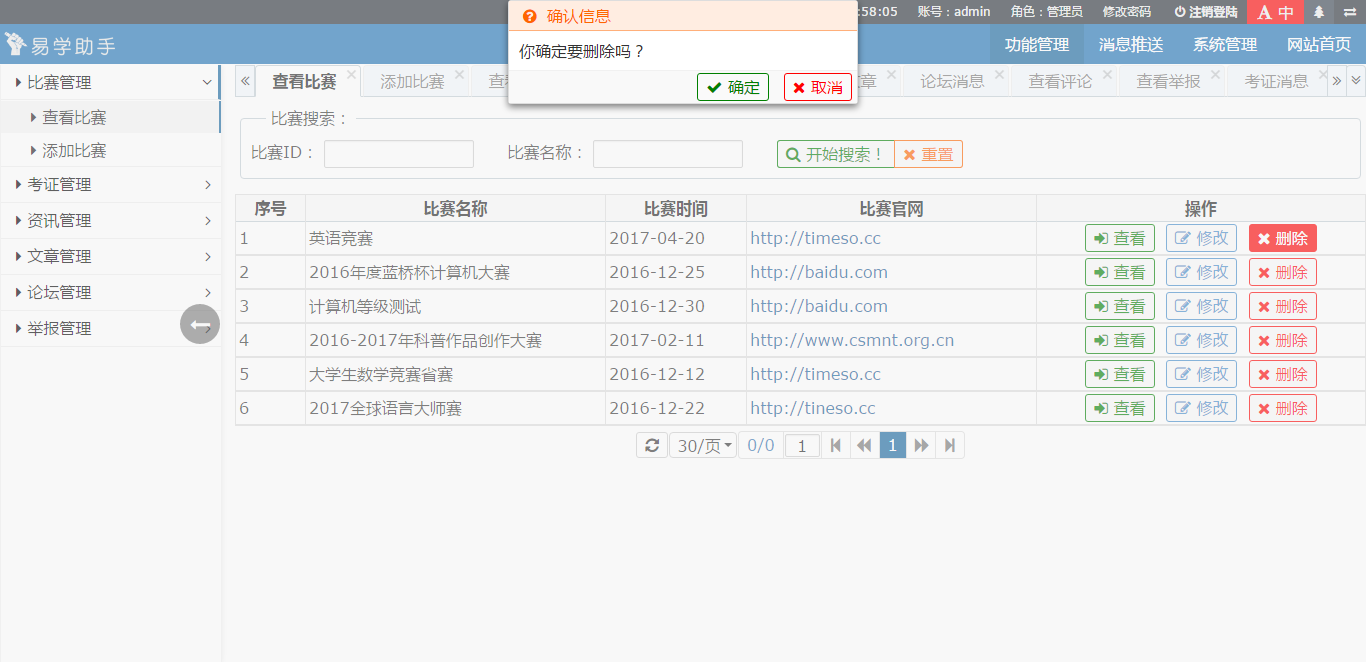 确认信息
你确定要删除吗？
确定 取消
:58:05 账号：admin 角色：管理员 修改密码 注销登陆 A 中
易学助手
功能管理 消息推送 系统管理 网站首页
比赛管理
查看比赛
添加比赛
考证管理
资讯管理
文章管理
论坛管理
举报管理
查看比赛 添加比赛 查 章 论坛消息 查看评论 查看举报 考证消息
比赛搜索：
比赛ID： 比赛名称： 开始搜索！ 重置
序号 比赛名称 比赛时间 比赛官网 操作
1 英语竞赛 2017-04-20 http://timeso.cc 查看 修改 删除
2 2016年度蓝桥杯计算机大赛 2016-12-25 http://baidu.com 查看 修改 删除
3 计算机等级测试 2016-12-30 http://baidu.com 查看 修改 删除
4 2016-2017年科普作品创作大赛 2017-02-11 http://www.csmnt.org.cn 查看 修改 删除
5 大学生数学竞赛省赛 2016-12-12 http://timeso.cc 查看 修改 删除
6 2017全球语言大师赛 2016-12-22 http://tineso.cc 查看 修改 删除
30/页 0/0 1 1